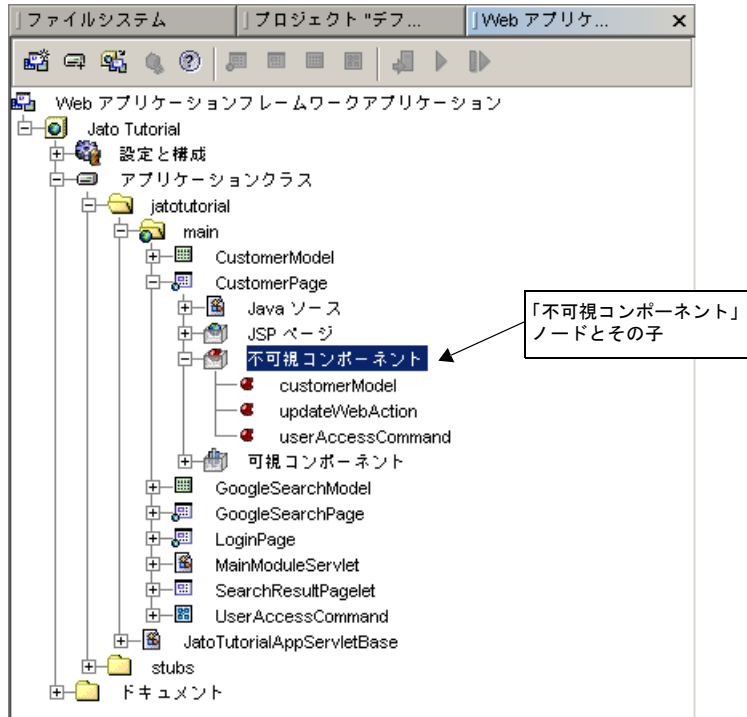 ファイルシステム
プロジェクト "デフ...
Web アプリケ...
Web アプリケーションフレームワークアプリケーション
Jato Tutorial
設定と構成
アプリケーションクラス
jatotutorial
main
CustomerModel
CustomerPage
Java ソース
JSP ページ
不可視コンポーネント
customerModel
updateWebAction
userAccessCommand
可視コンポーネント
GoogleSearchModel
GoogleSearchPage
LoginPage
MainModuleServlet
SearchResultPagelet
UserAccessCommand
JatoTutorialAppServletBase
stubs
ドキュメント
「不可視コンポーネント」
ノードとその子